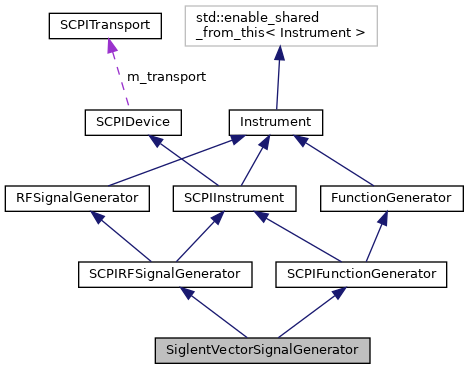 SCPITransport
std::enable_shared
_from_this< Instrument >
m_transport
SCPIDevice
Instrument
RFSignalGenerator
SCPIInstrument
FunctionGenerator
SCPIRFSignalGenerator
SCPIFunctionGenerator
SiglentVectorSignalGenerator